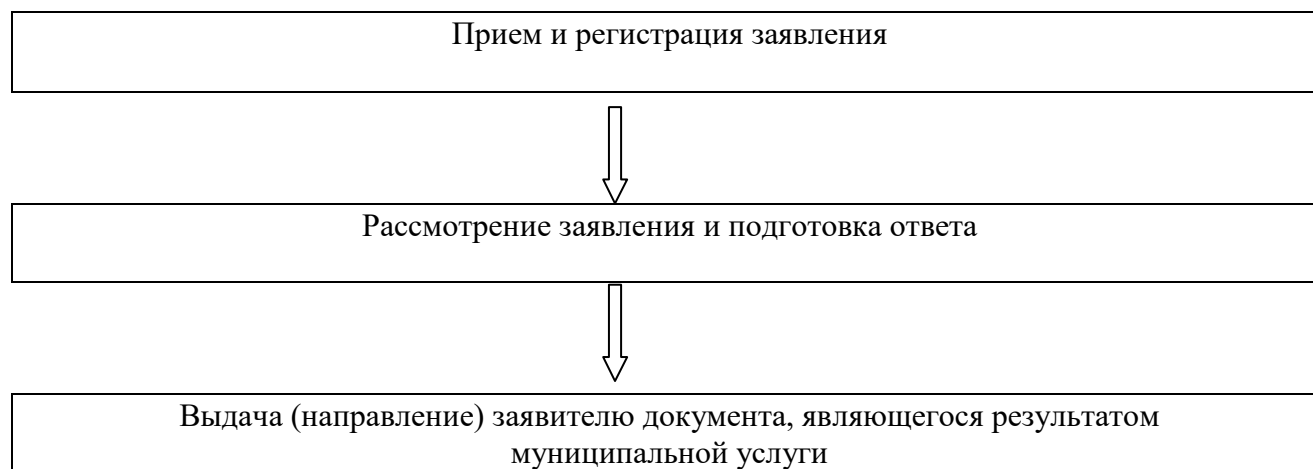 Прием и регистрация заявления
Рассмотрение заявления и подготовка ответа
Выдача (направление) заявителю документа, являющегося результатом
муниципальной услуги